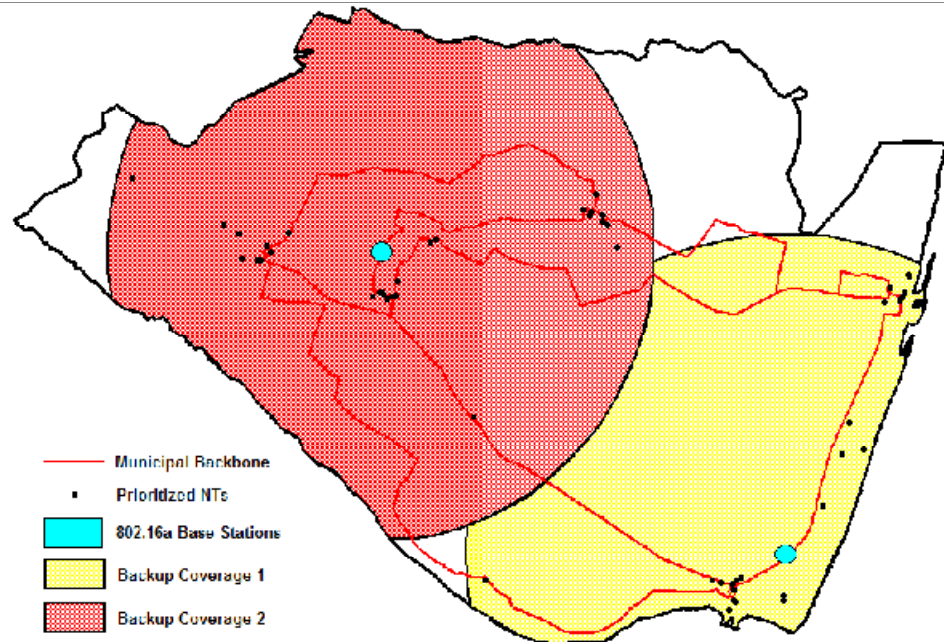 Municipal Backbone
Prioritized NTs
802.16a Base Stations
Backup Coverage 1
Backup Coverage 2